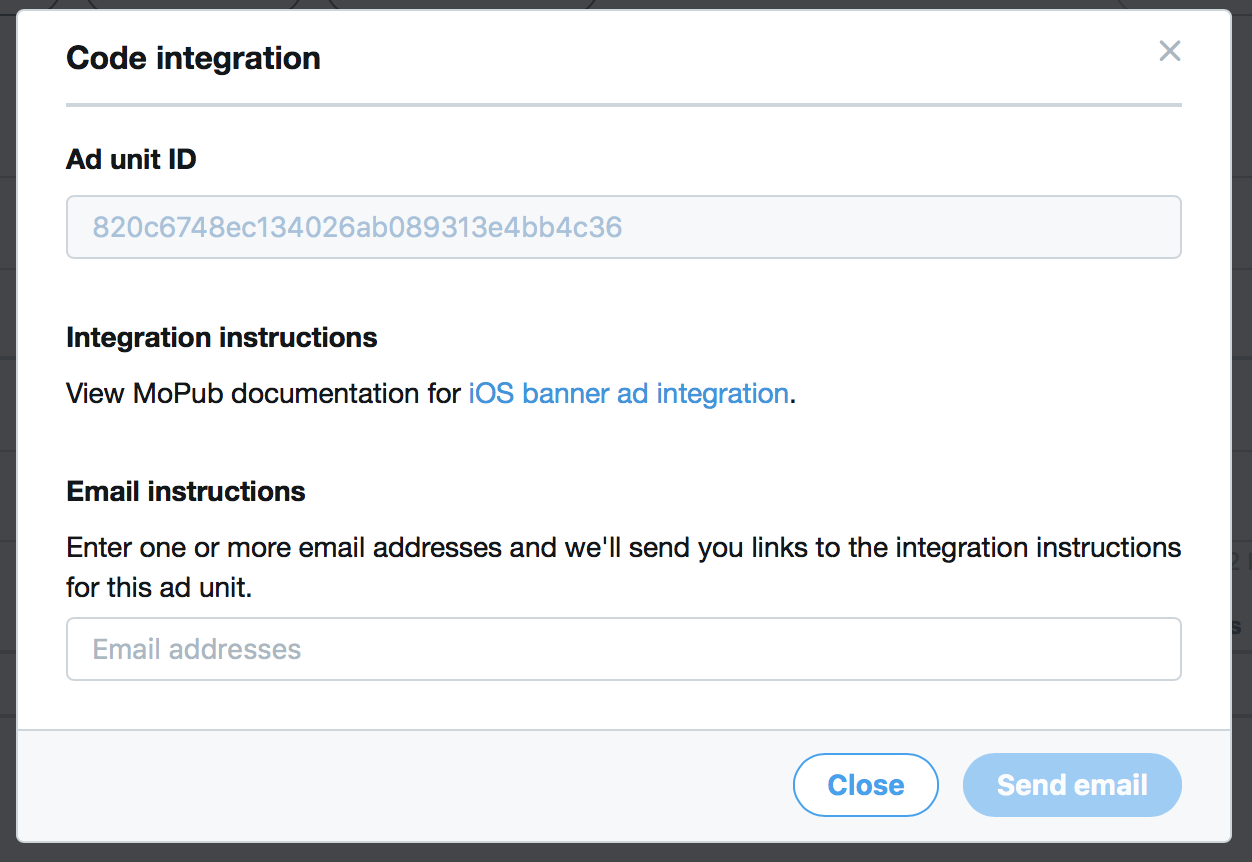 Code integration
Ad unit ID
820c6748ec134026ab089313e4bb4c36
Integration instructions
View MoPub documentation for iOS banner ad integration.
Email instructions
Enter one or more email addresses and we'll send you links to the integration instructions
for this ad unit.
Email addresses
Close
Send email